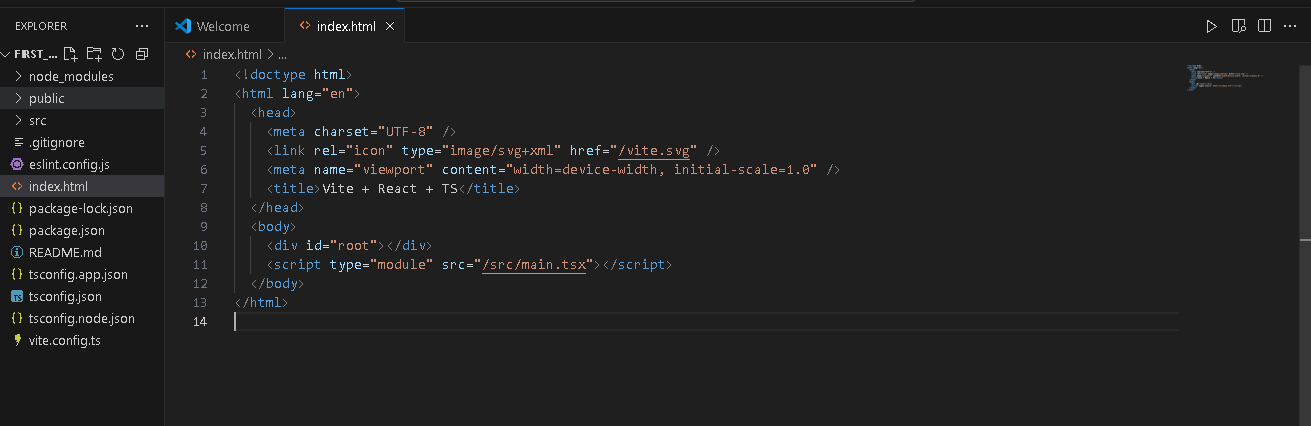 EXPLORER
Welcome
index.html
FIRST_...
index.html > ...
node_modules
public
src
.gitignore
eslint.config.js
index.html
package-lock.json
package.json
README.md
tsconfig.app.json
TS tsconfig.json
tsconfig.node.json
vite.config.ts
1 <!doctype html>
2 <html lang="en">
3 <head>
4 <meta charset="UTF-8" />
5 <link rel="icon" type="image/svg+xml" href="/vite.svg" />
6 <meta name="viewport" content="width=device-width, initial-scale=1.0" />
7 <title>Vite + React + TS</title>
8 </head>
9 <body>
10 <div id="root"></div>
11 <script type="module" src="/src/main.tsx"></script>
12 </body>
13 </html>
14